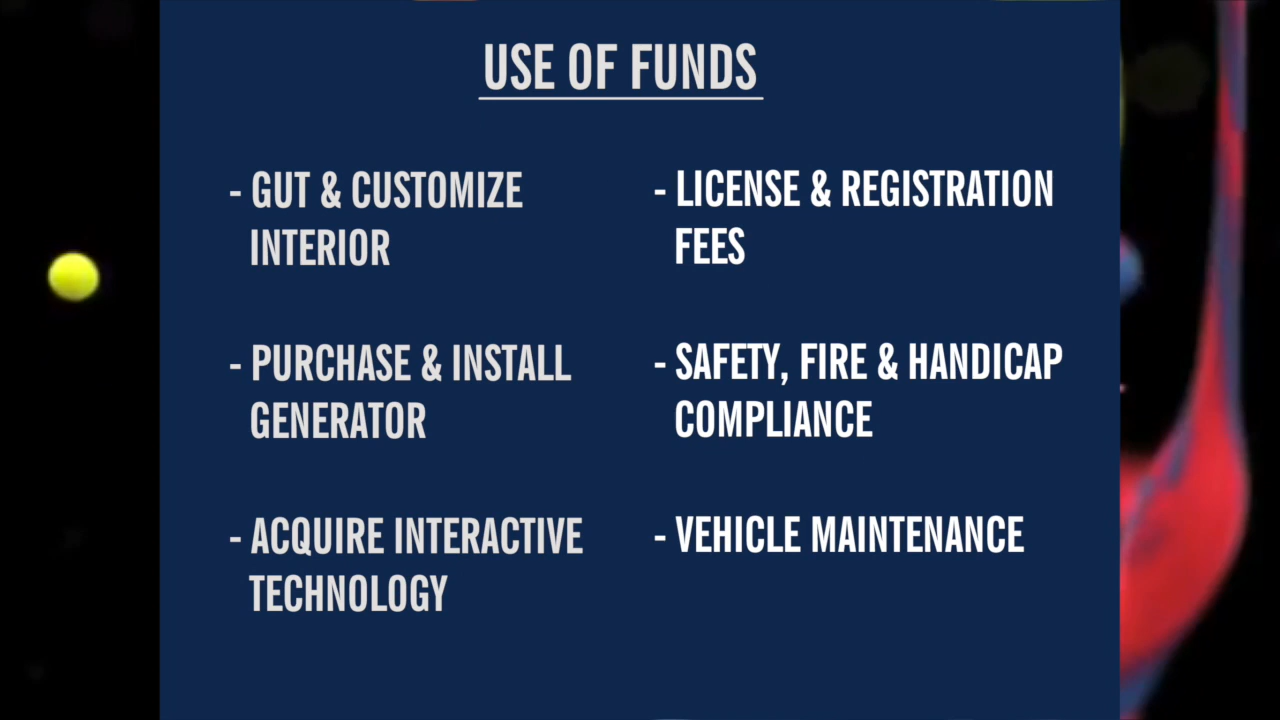 USE OF FUNDS
- GUT & CUSTOMIZE
INTERIOR
- PURCHASE & INSTALL
GENERATOR
- ACQUIRE INTERACTIVE
TECHNOLOGY
- LICENSE & REGISTRATION
FEES
- SAFETY, FIRE & HANDICAP
COMPLIANCE
- VEHICLE MAINTENANCE